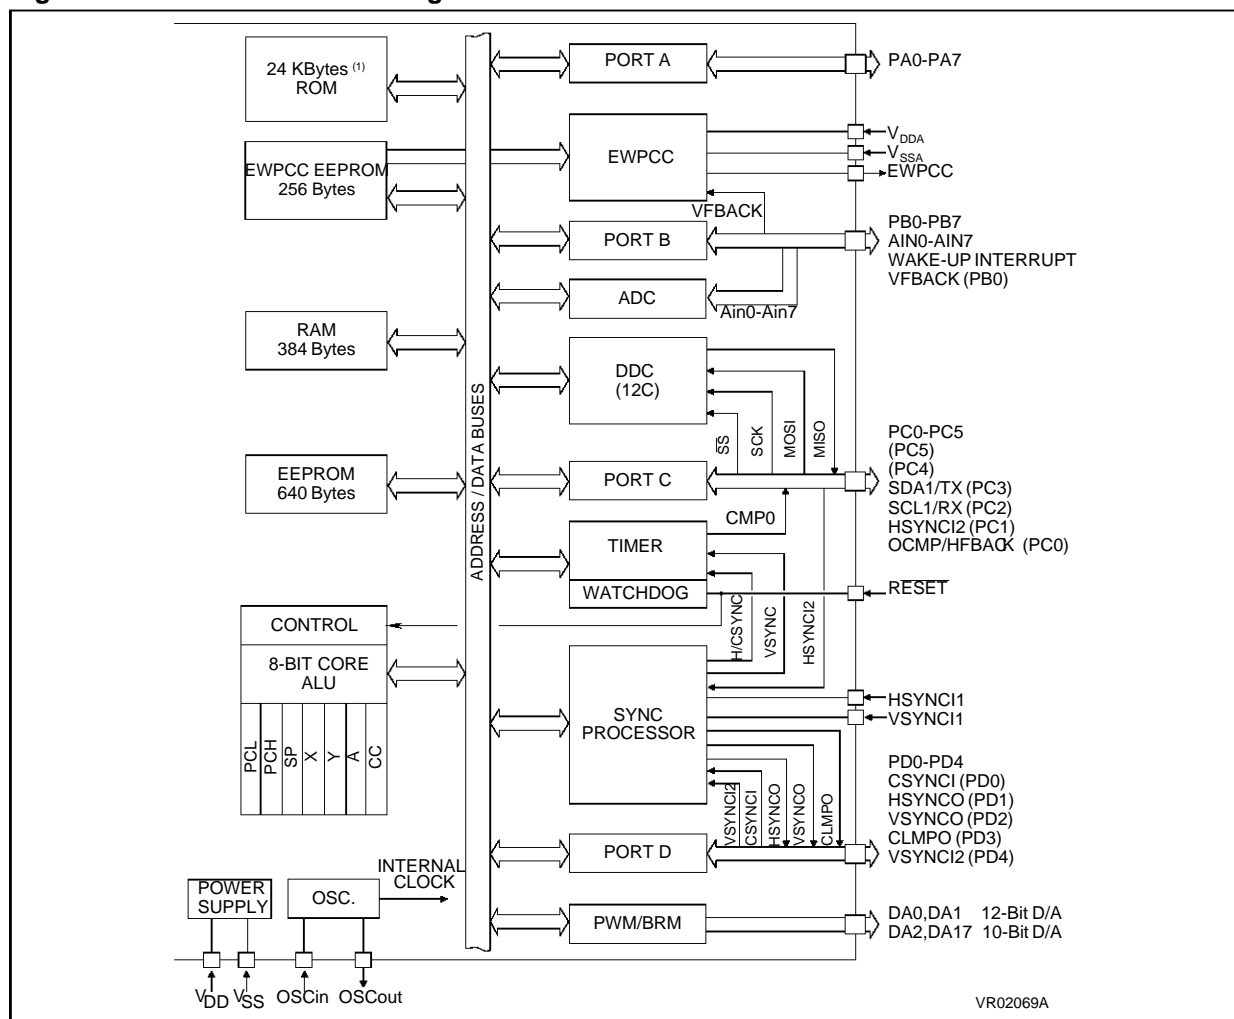 24 KBytes (1)
ROM
EWPCC EEPROM
256 Bytes
RAM
384 Bytes
EEPROM
640 Bytes
CONTROL
8-BIT CORE
ALU
PCL
PCH
SP
X
Y
A
CC
POWER
SUPPLY
OSC.
INTERNAL
CLOCK
VDD
VSS
OSCin
OSCout
ADDRESS / DATA BUSES
PORT A
EWPCC
VFBACK
PORT B
ADC
Ain0-Ain7
DDC
(12C)
SS
SCK
MOSI
MISO
PORT C
CMP0
TIMER
WATCHDOG
H/CSYNC
VSYNC
HSYNCI2
SYNC
PROCESSOR
VSYNCI2
CSYNCI
HSYNCO
VSYNCO
CLMPO
PORT D
PWM/BRM
PA0-PA7
VDDA
VSSA
EWPCC
PB0-PB7
AIN0-AIN7
WAKE-UP INTERRUPT
VFBACK (PB0)
PC0-PC5
(PC5)
(PC4)
SDA1/TX (PC3)
SCL1/RX (PC2)
HSYNCI2 (PC1)
OCMP/HFBACK (PC0)
RESET
HSYNCI1
VSYNCI1
PD0-PD4
CSYNCI (PD0)
HSYNCO (PD1)
VSYNCO (PD2)
CLMPO (PD3)
VSYNCI2 (PD4)
DA0,DA1 12-Bit D/A
DA2,DA17 10-Bit D/A
VR02069A